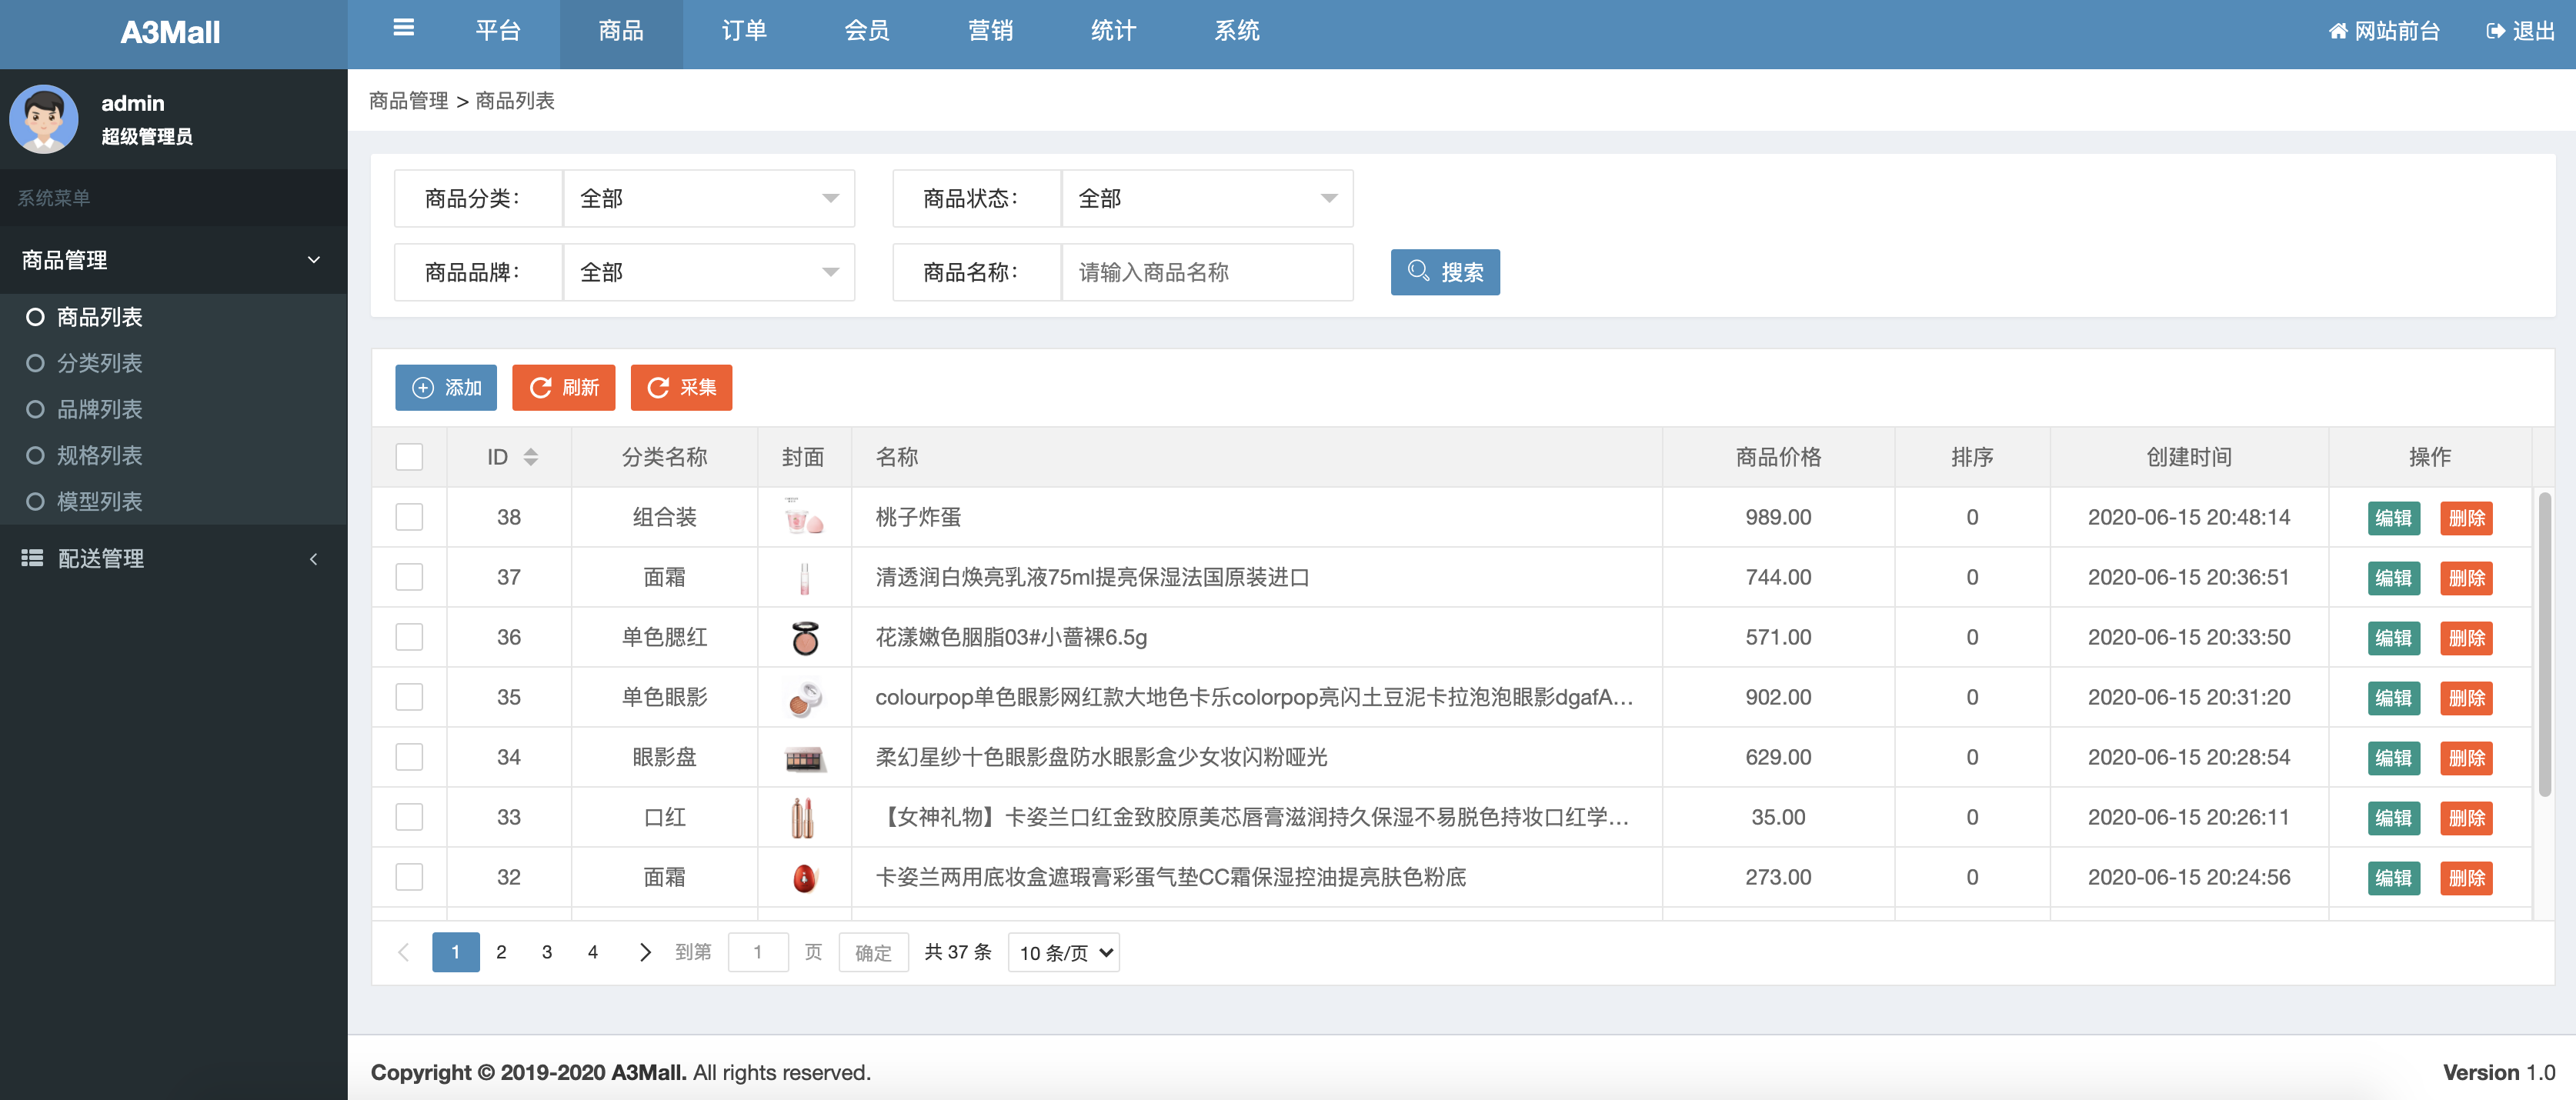 A3Mall 平台 商品 订单 会员 营销 统计 系统 网站前台 退出
admin
超级管理员
系统菜单
商品管理
商品列表
分类列表
品牌列表
规格列表
模型列表
配送管理
商品管理 > 商品列表
商品分类： 全部 商品状态： 全部
商品品牌： 全部 商品名称： 请输入商品名称 搜索
添加 刷新 采集
ID 分类名称 封面 名称 商品价格 排序 创建时间 操作
38 组合装 桃子炸蛋 989.00 0 2020-06-15 20:48:14 编辑 删除
37 面霜 清透润白焕亮乳液75ml提亮保湿法国原装进口 744.00 0 2020-06-15 20:36:51 编辑 删除
36 单色腮红 花漾嫩色胭脂03#小蔷裸6.5g 571.00 0 2020-06-15 20:33:50 编辑 删除
35 单色眼影 colourpop单色眼影网红款大地色卡乐colorpop亮闪土豆泥卡拉泡泡眼影dgafA... 902.00 0 2020-06-15 20:31:20 编辑 删除
34 眼影盘 柔幻星纱十色眼影盘防水眼影盒少女妆闪粉哑光 629.00 0 2020-06-15 20:28:54 编辑 删除
33 口红 【女神礼物】卡姿兰口红金致胶原美芯唇膏滋润持久保湿不易脱色持妆口红学... 35.00 0 2020-06-15 20:26:11 编辑 删除
32 面霜 卡姿兰两用底妆盒遮瑕膏彩蛋气垫CC霜保湿控油提亮肤色粉底 273.00 0 2020-06-15 20:24:56 编辑 删除
1 2 3 4 到第 1 页 确定 共 37 条 10 条/页
Copyright © 2019-2020 A3Mall. All rights reserved. Version 1.0